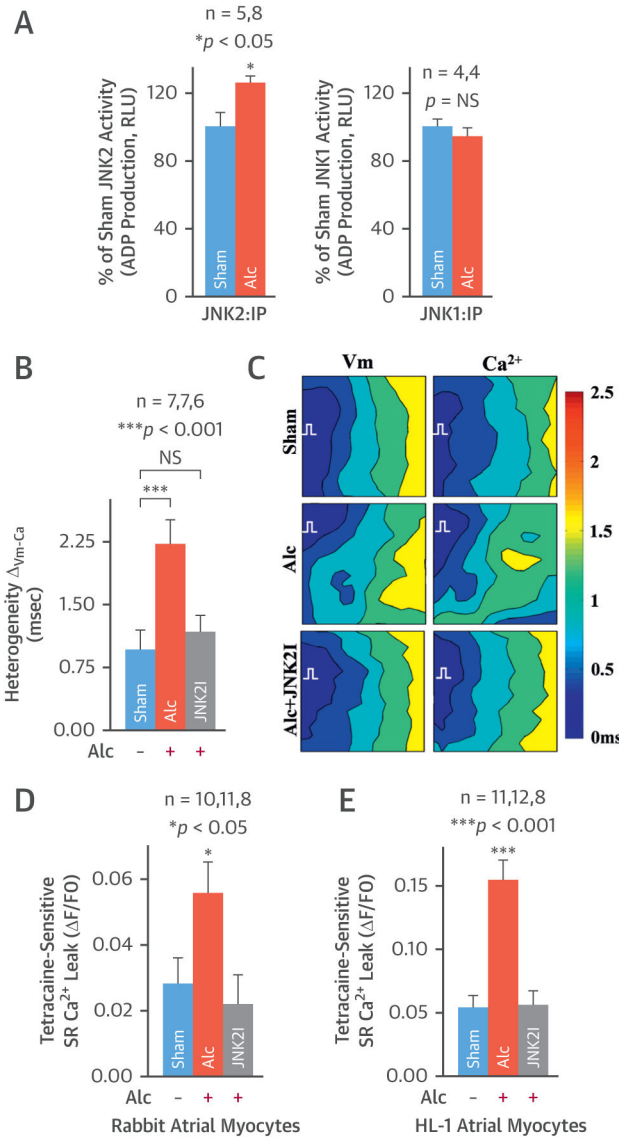 A
n = 5,8
*p < 0.05
*
120
80
40
0
% of Sham JNK2 Activity
(ADP Production, RLU)
Sham
Alc
JNK2:IP
n = 4,4
p = NS
120
80
40
0
% of Sham JNK1 Activity
(ADP Production, RLU)
Sham
Alc
JNK1:IP
B
n = 7,7,6
***p < 0.001
NS
***
2.25
1.50
0.75
0.00
Heterogeneity ΔVm-Ca
(msec)
Sham
Alc
JNK2I
Alc - + +
C
Vm
Ca2+
Sham
Alc
Alc+JNK2I
2.5
2
1.5
1
0.5
0ms
D
n = 10,11,8
*p < 0.05
*
0.06
0.04
0.02
0.00
Tetracaine-Sensitive
SR Ca2+ Leak (ΔF/F0)
Sham
Alc
JNK2I
Alc - + +
Rabbit Atrial Myocytes
E
n = 11,12,8
***p < 0.001
***
0.15
0.10
0.05
0.00
Tetracaine-Sensitive
SR Ca2+ Leak (ΔF/F0)
Sham
Alc
JNK2I
Alc - + +
HL-1 Atrial Myocytes